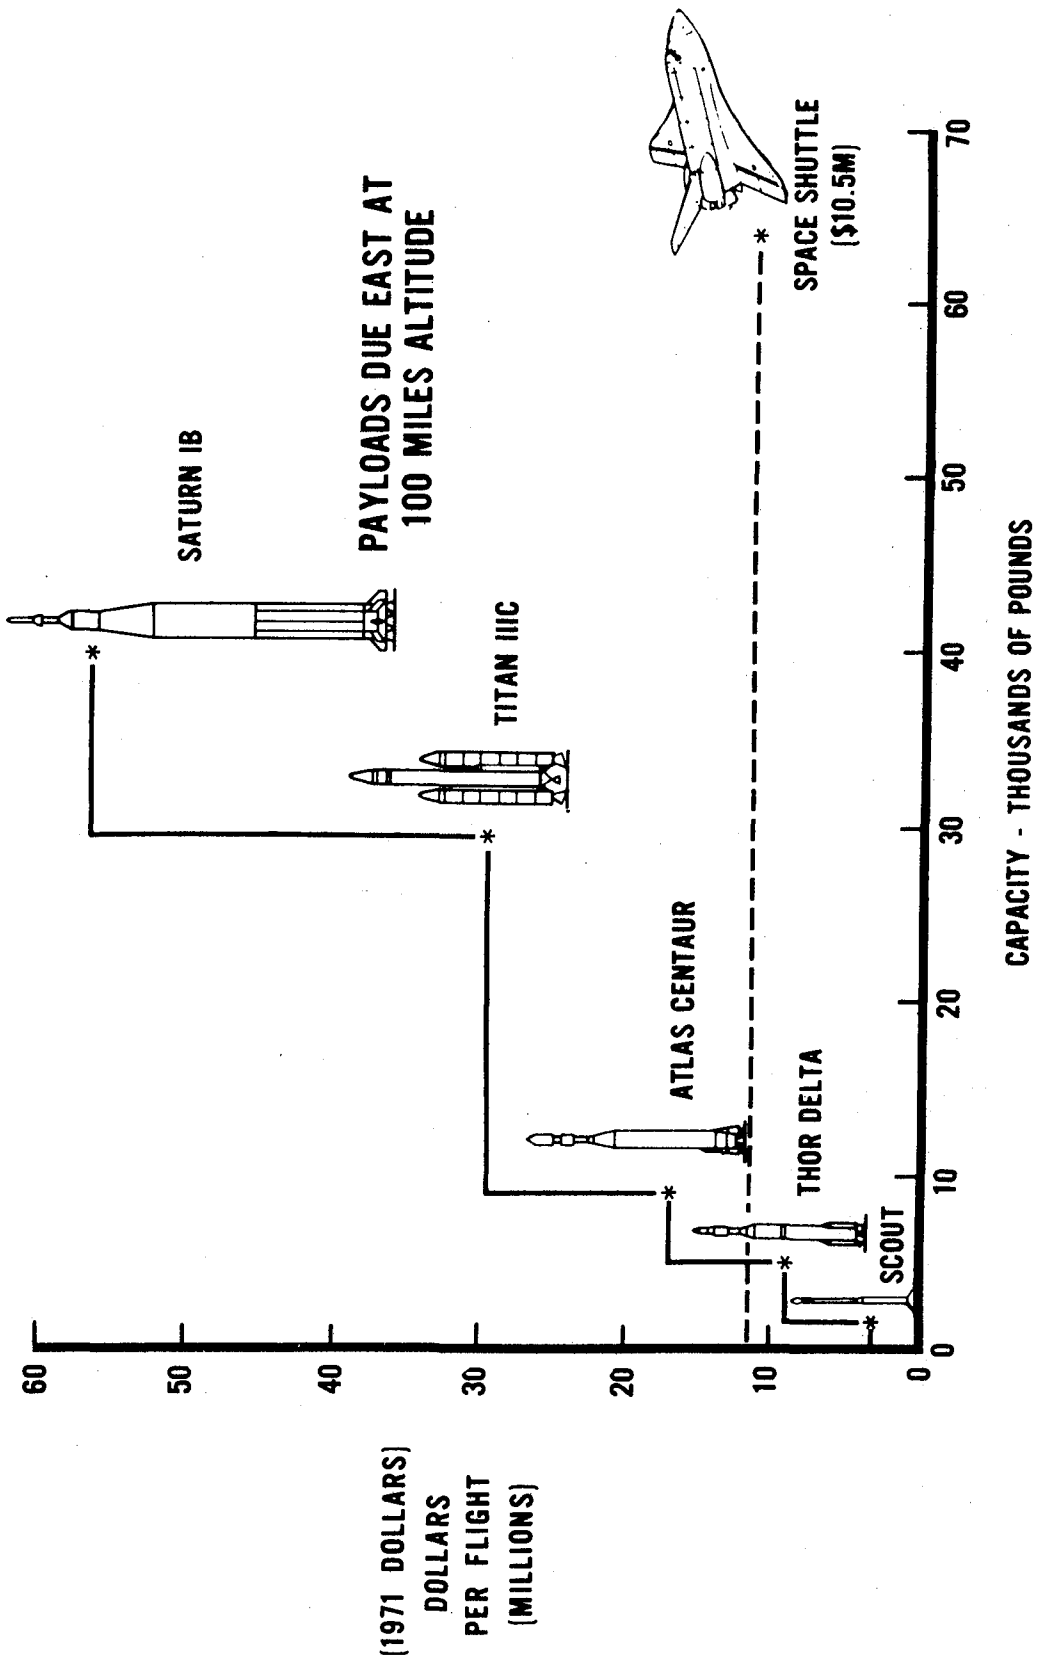 (1971 DOLLARS)
DOLLARS
PER FLIGHT
(MILLIONS)
60
50
40
30
20
10
0
SATURN IB
PAYLOADS DUE EAST AT
100 MILES ALTITUDE
TITAN IIIC
ATLAS CENTAUR
THOR DELTA
SCOUT
SPACE SHUTTLE
($10.5M)
0
10
20
30
40
50
60
70
CAPACITY - THOUSANDS OF POUNDS